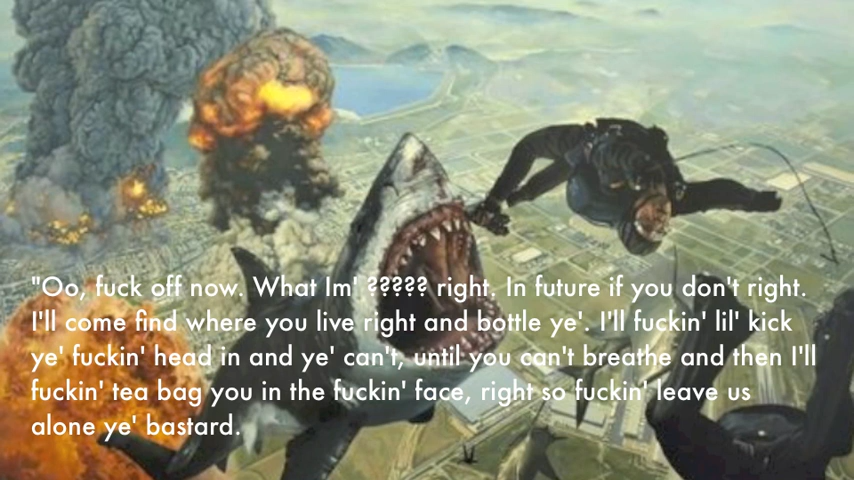 "Oo, fuck off now. What Im' ????? right. In future if you don't right.
I'll come find where you live right and bottle ye'. I'll fuckin' lil' kick
ye' fuckin' head in and ye' can't, until you can't breathe and then I'll
fuckin' tea bag you in the fuckin' face, right so fuckin' leave us
alone ye' bastard.